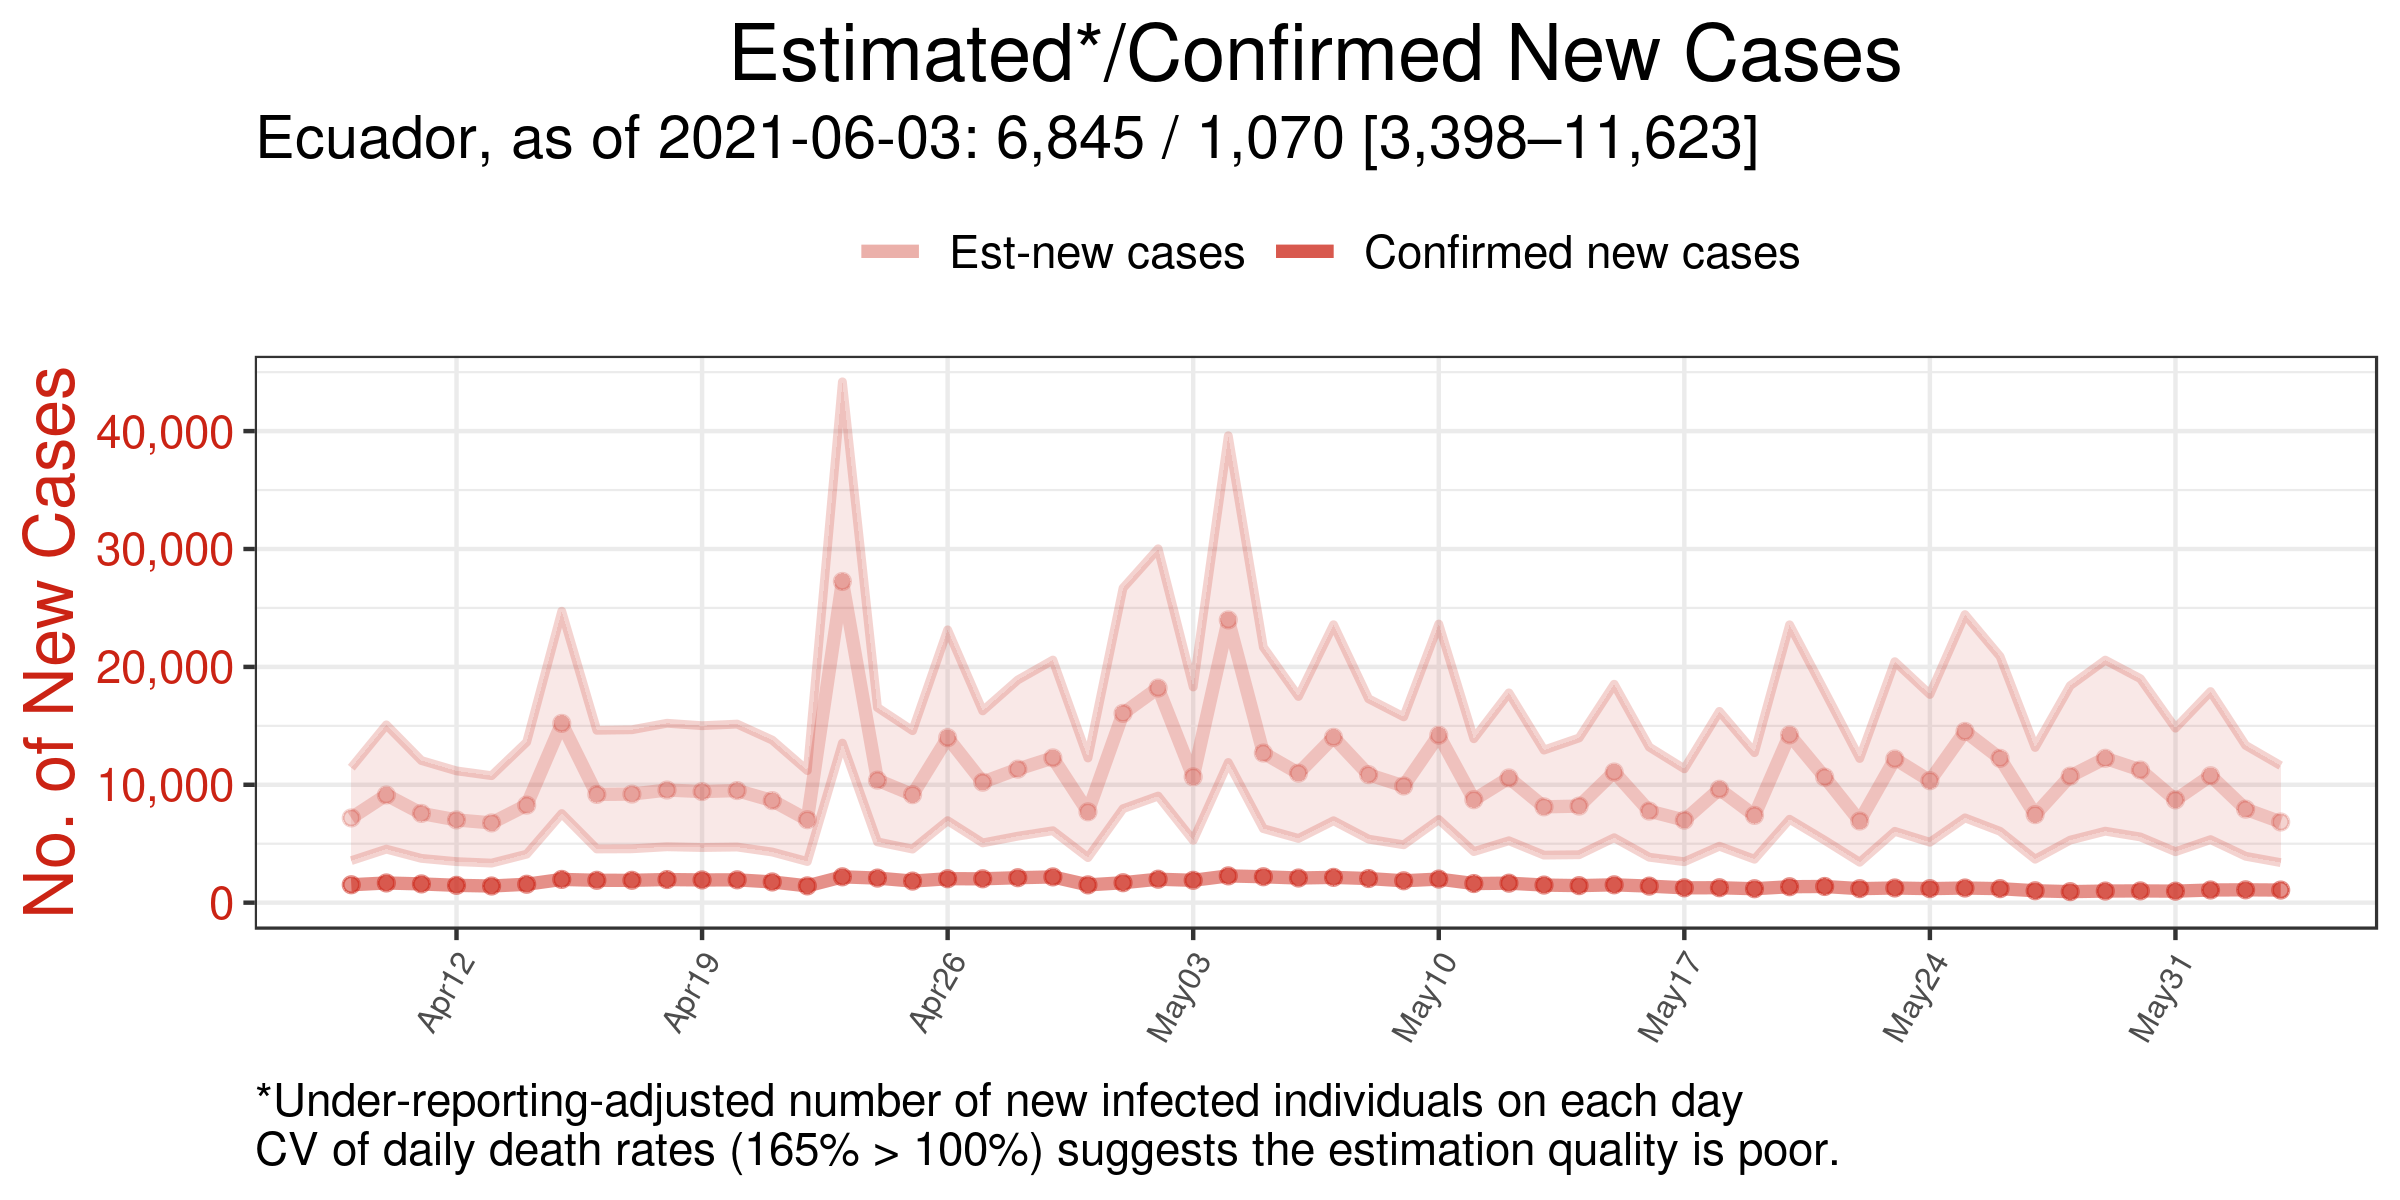 Estimated*/Confirmed New Cases
Ecuador, as of 2021-06-03: 6,845 / 1,070 [3,398–11,623]
Est-new cases
Confirmed new cases
No. of New Cases
40,000
30,000
20,000
10,000
0
Apr12
Apr19
Apr26
May03
May10
May17
May24
May31
*Under-reporting-adjusted number of new infected individuals on each day
CV of daily death rates (165% > 100%) suggests the estimation quality is poor.